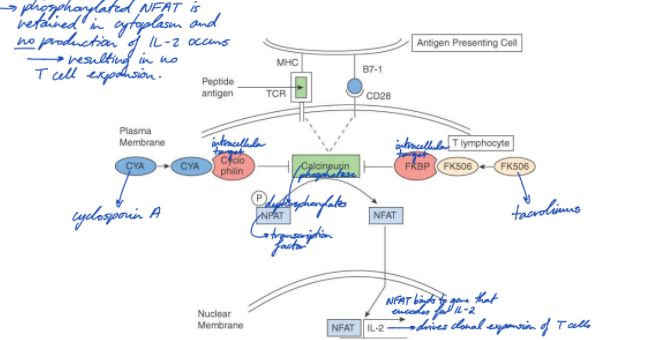 → phosphorylated NFAT is
retained in cytoplasm and
no production of IL-2 occurs
→ resulting in no
T cell expansion.
Antigen Presenting Cell
MHC
B7-1
Peptide
antigen
TCR
CD28
Plasma
Membrane
T lymphocyte
intracellular
target
intracellular
target
CYA
CYA
Cyclo
philin
Calcineurin
phosphatase
FKBP
FK506
FK506
cyclosporin A
tacrolimus
P
dephosphorylates
NFAT
NFAT
→ transcription
factor
NFAT binds to gene that
encodes for IL-2
Nuclear
Membrane
NFAT
IL-2
→ drives clonal expansion of T cells